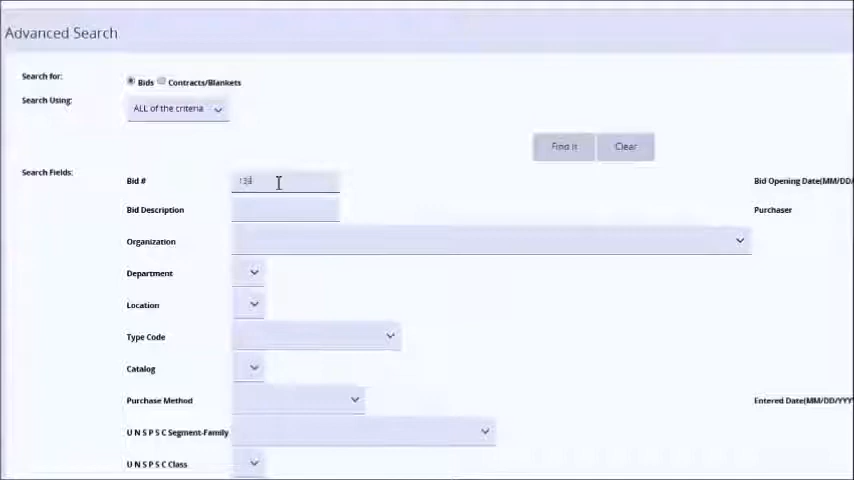 Advanced Search
Search for:
Bids Contracts/Blankets
Search Using:
ALL of the criteria
Find it Clear
Search Fields:
Bid #
Bid Opening Date(MM/DD/
Bid Description
Purchaser
Organization
Department
Location
Type Code
Catalog
Purchase Method
Entered Date(MM/DD/YYY
U N S P S C Segment-Family
U N S P S C Class